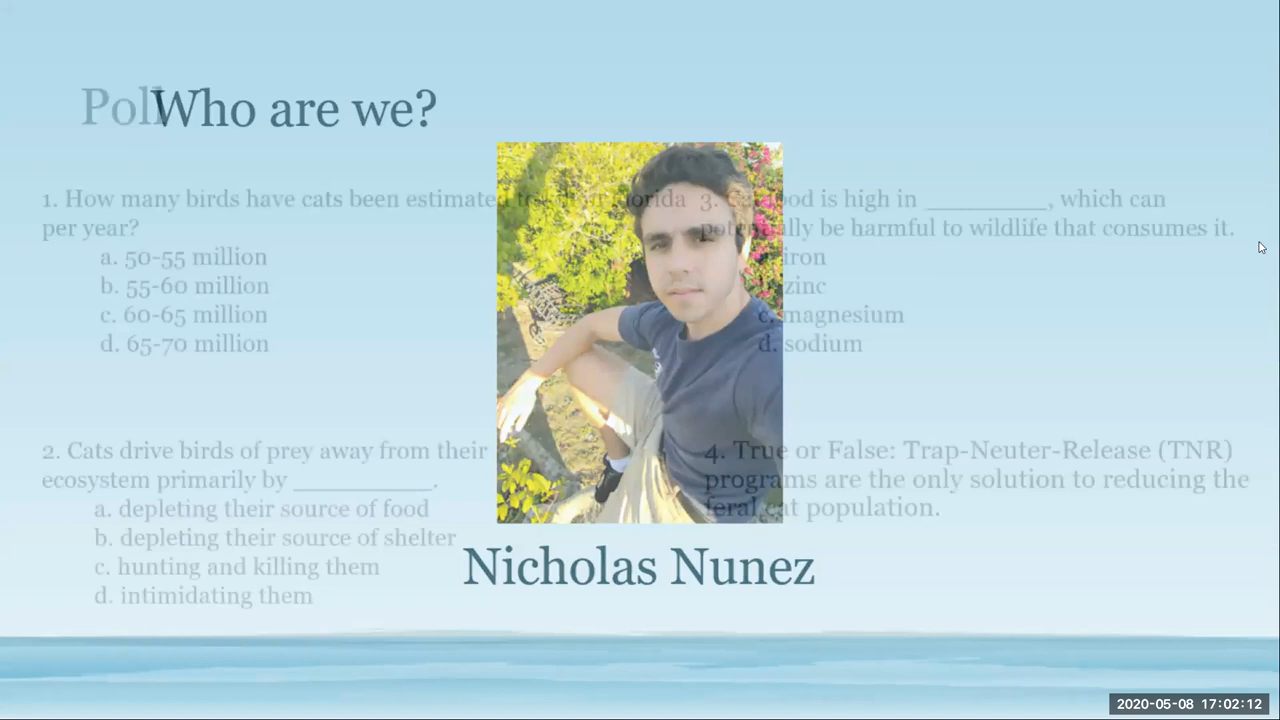 Poll
Who are we?
1. How many birds have cats been estimated to kill in Florida
per year?
a. 50-55 million
b. 55-60 million
c. 60-65 million
d. 65-70 million
2. Cats drive birds of prey away from their
ecosystem primarily by ___________.
a. depleting their source of food
b. depleting their source of shelter
c. hunting and killing them
d. intimidating them
3. Cat food is high in __________, which can
potentially be harmful to wildlife that consumes it.
iron
zinc
c. magnesium
d. sodium
4. True or False: Trap-Neuter-Release (TNR)
programs are the only solution to reducing the
feral cat population.
Nicholas Nunez
2020-05-08 17:02:12